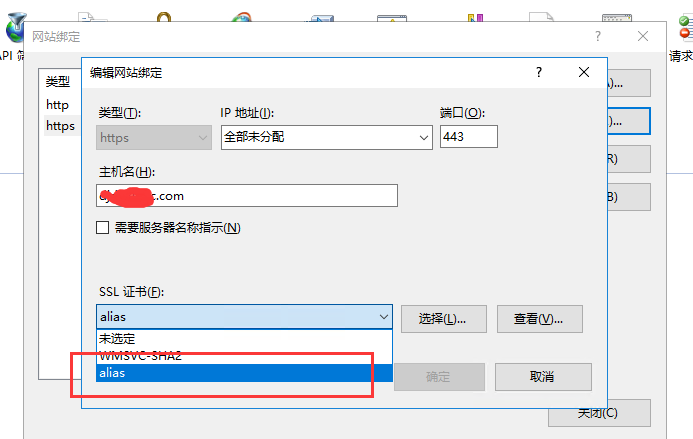 网站绑定
?
API 筛
请求
编辑网站绑定
?
类型
http
https
类型(T):
IP 地址(I):
端口(O):
https
全部未分配
443
)...
)...
R)
B)
主机名(H):
c.com
需要服务器名称指示(N)
SSL 证书(F):
alias
选择(L)...
查看(V)...
未选定
WMSVC-SHA2
alias
确定
取消
关闭(C)